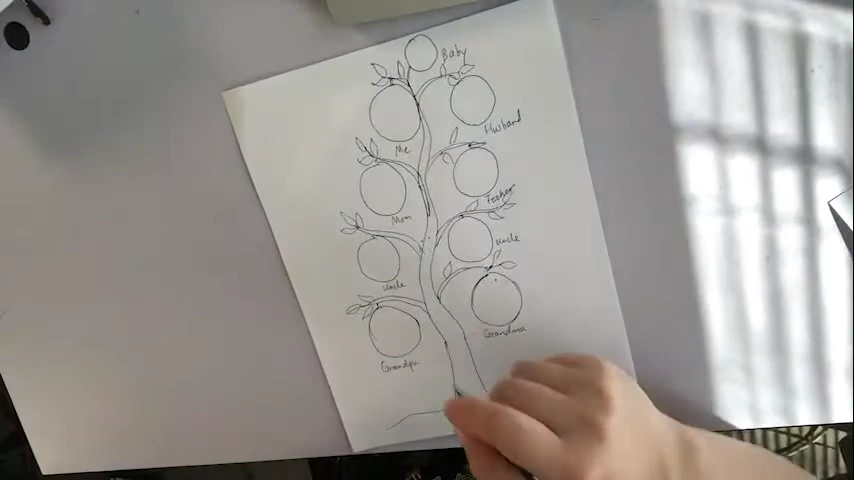 Baby
Husband
Me
Father
Mom
uncle
uncle
Grandma
Grandpa